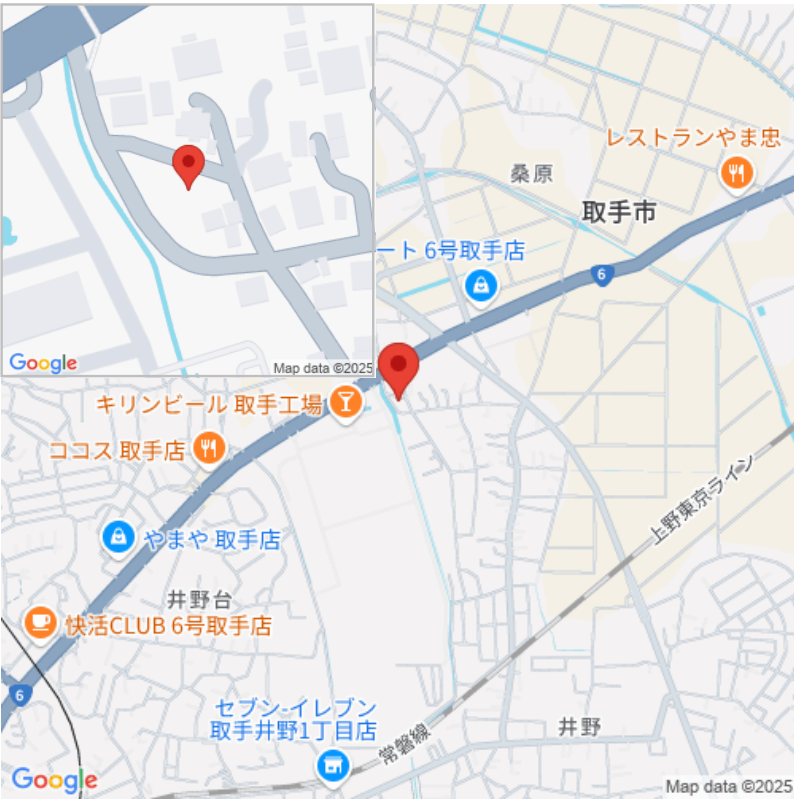 レストランやま忠
桑原
取手市
ート 6号取手店
6
Google
Map data ©2025
キリンビール 取手工場
ココス 取手店
上野東京ライン
やまや 取手店
井野台
快活CLUB 6号取手店
6
セブン-イレブン
取手井野1丁目店
井野
常磐線
Google
Map data ©2025